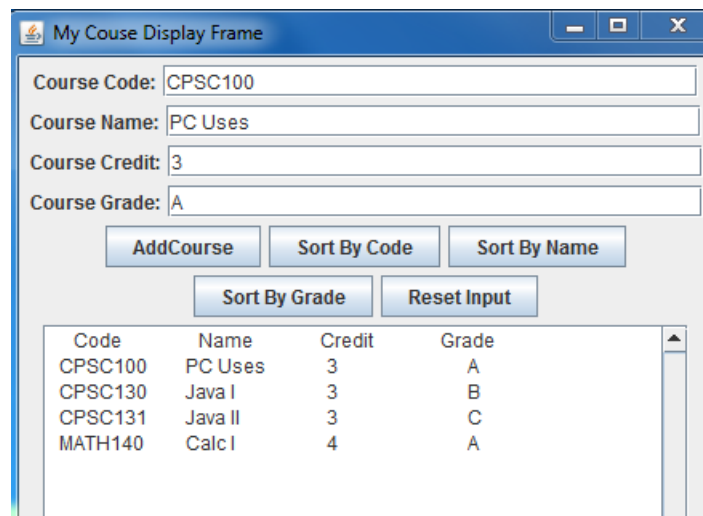 My Couse Display Frame
Course Code: CPSC100
Course Name: PC Uses
Course Credit: 3
Course Grade: A
AddCourse Sort By Code Sort By Name
Sort By Grade Reset Input
Code Name Credit Grade
CPSC100 PC Uses 3 A
CPSC130 Java I 3 B
CPSC131 Java II 3 C
MATH140 Calc I 4 A